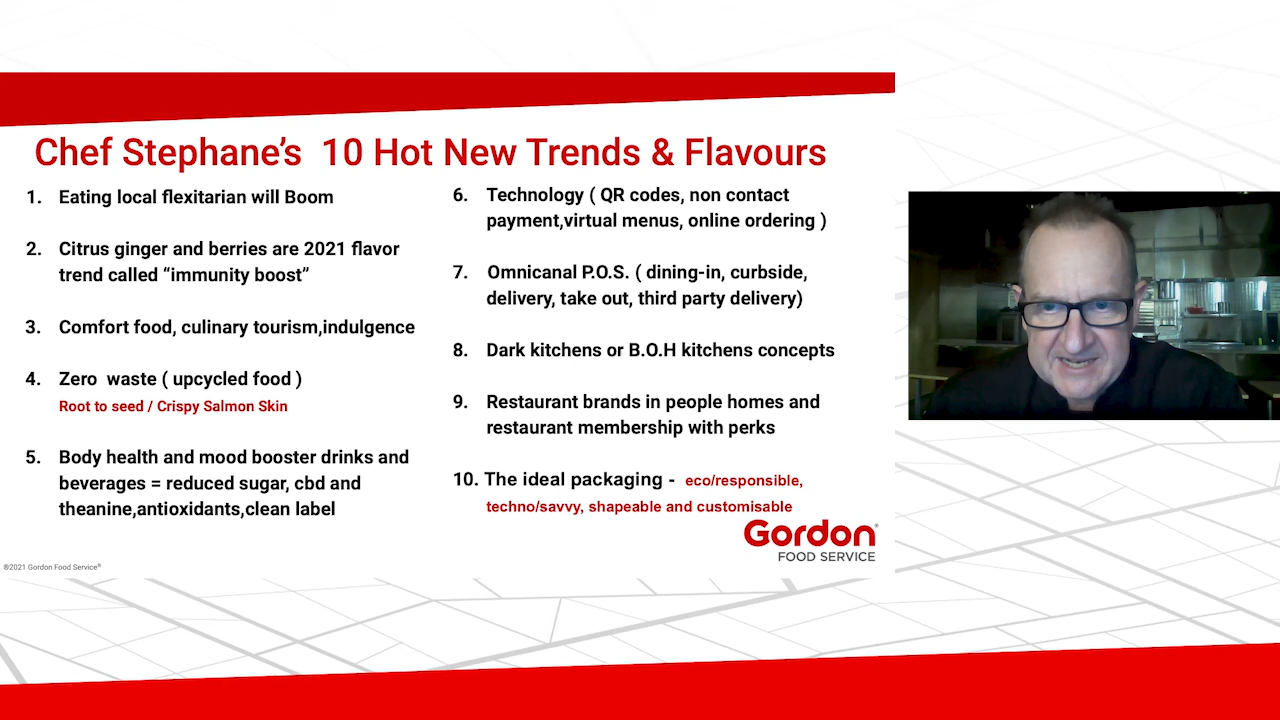 Chef Stephane's 10 Hot New Trends & Flavours
1. Eating local flexitarian will Boom
2. Citrus ginger and berries are 2021 flavor
trend called “immunity boost”
3. Comfort food, culinary tourism,indulgence
4. Zero waste ( upcycled food )
Root to seed / Crispy Salmon Skin
5. Body health and mood booster drinks and
beverages = reduced sugar, cbd and
theanine,antioxidants,clean label
6. Technology ( QR codes, non contact
payment,virtual menus, online ordering )
7. Omnicanal P.O.S. ( dining-in, curbside,
delivery, take out, third party delivery)
8. Dark kitchens or B.O.H kitchens concepts
9. Restaurant brands in people homes and
restaurant membership with perks
10. The ideal packaging - eco/responsible,
techno/savvy, shapeable and customisable
Gordon®
FOOD SERVICE
©2021 Gordon Food Service®